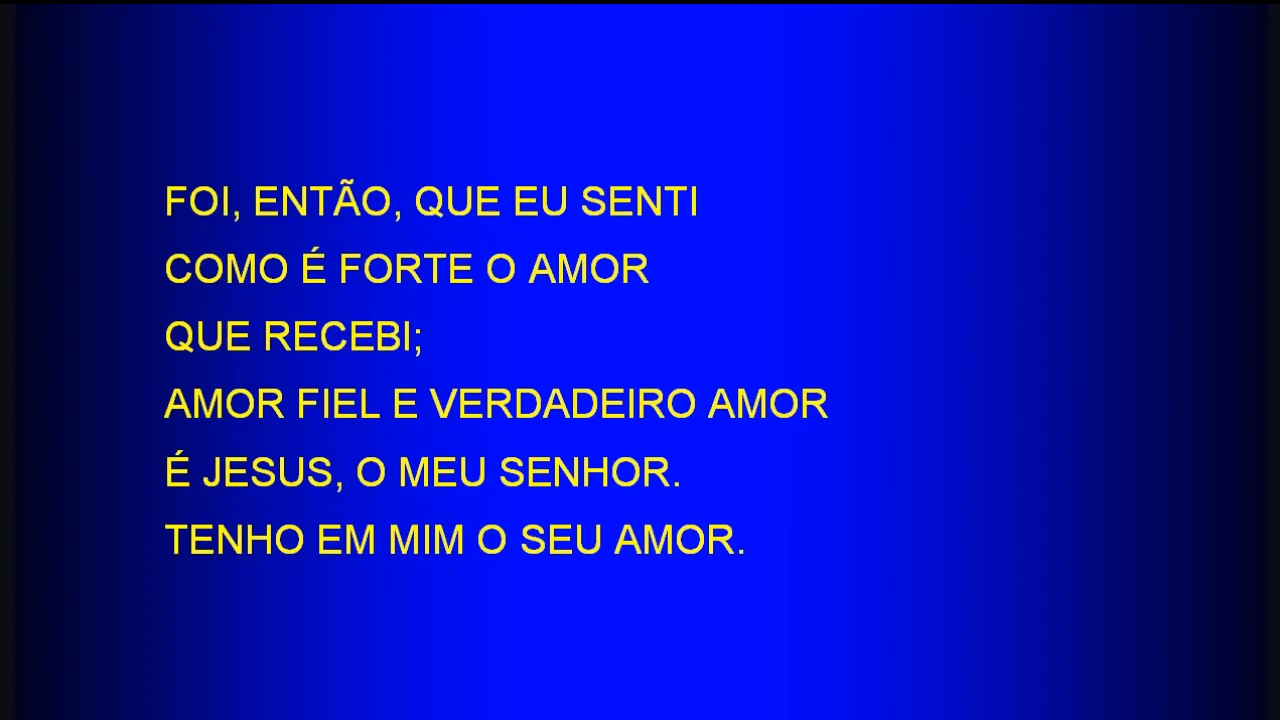 FOI, ENTÃO, QUE EU SENTI
COMO É FORTE O AMOR
QUE RECEBI;
AMOR FIEL E VERDADEIRO AMOR
É JESUS, O MEU SENHOR.
TENHO EM MIM O SEU AMOR.